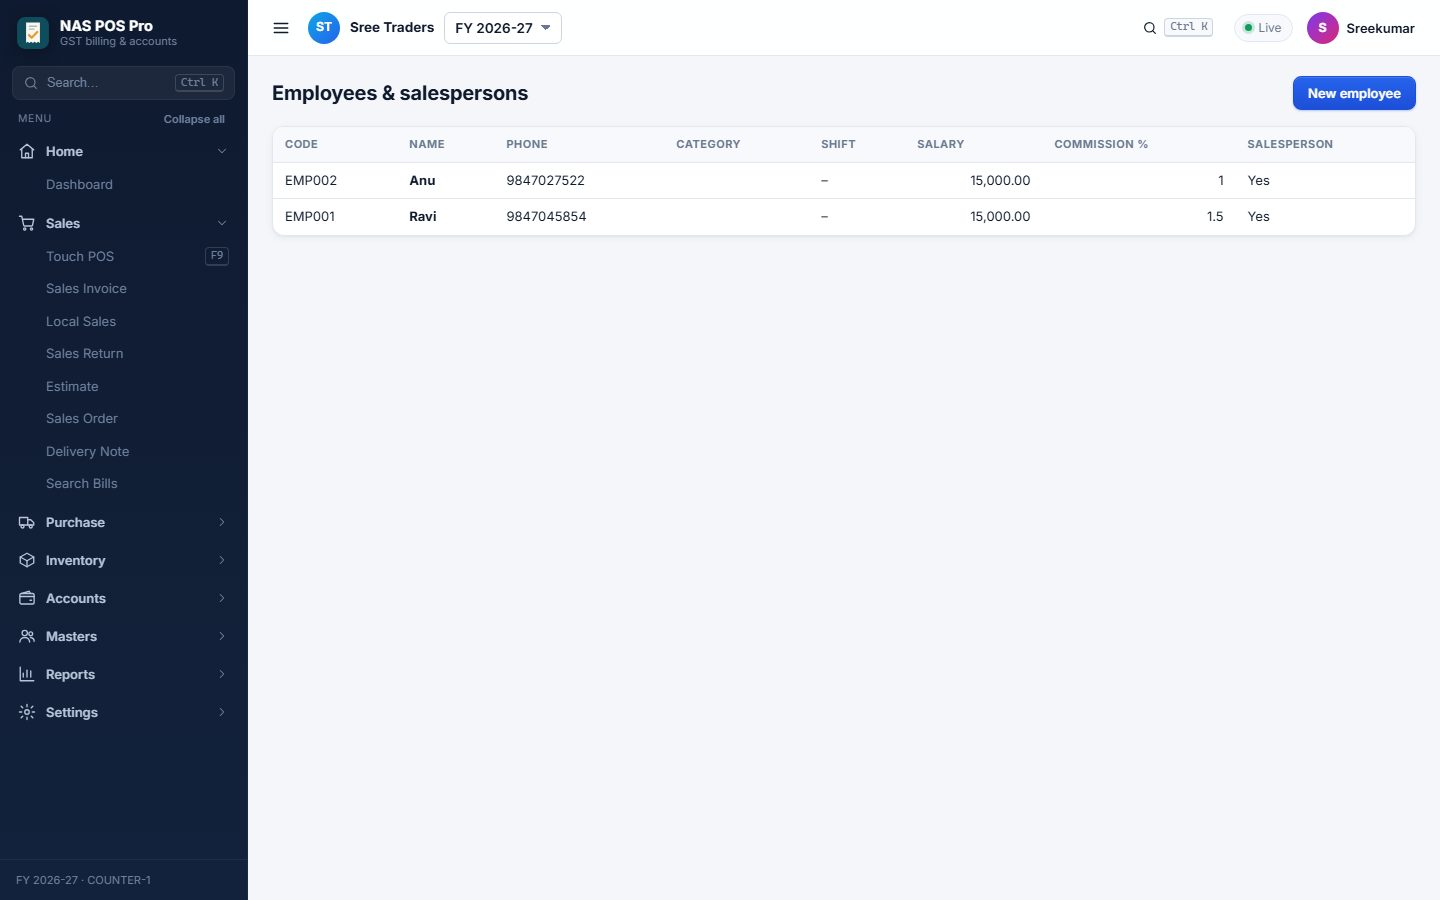 NAS POS Pro
GST billing & accounts
Search... Ctrl K
MENU Collapse all
Home
Dashboard
Sales
Touch POS F9
Sales Invoice
Local Sales
Sales Return
Estimate
Sales Order
Delivery Note
Search Bills
Purchase
Inventory
Accounts
Masters
Reports
Settings
FY 2026-27 · COUNTER-1
ST Sree Traders FY 2026-27 Ctrl K Live S Sreekumar
Employees & salespersons New employee
CODE NAME PHONE CATEGORY SHIFT SALARY COMMISSION % SALESPERSON
EMP002 Anu 9847027522 – 15,000.00 1 Yes
EMP001 Ravi 9847045854 – 15,000.00 1.5 Yes